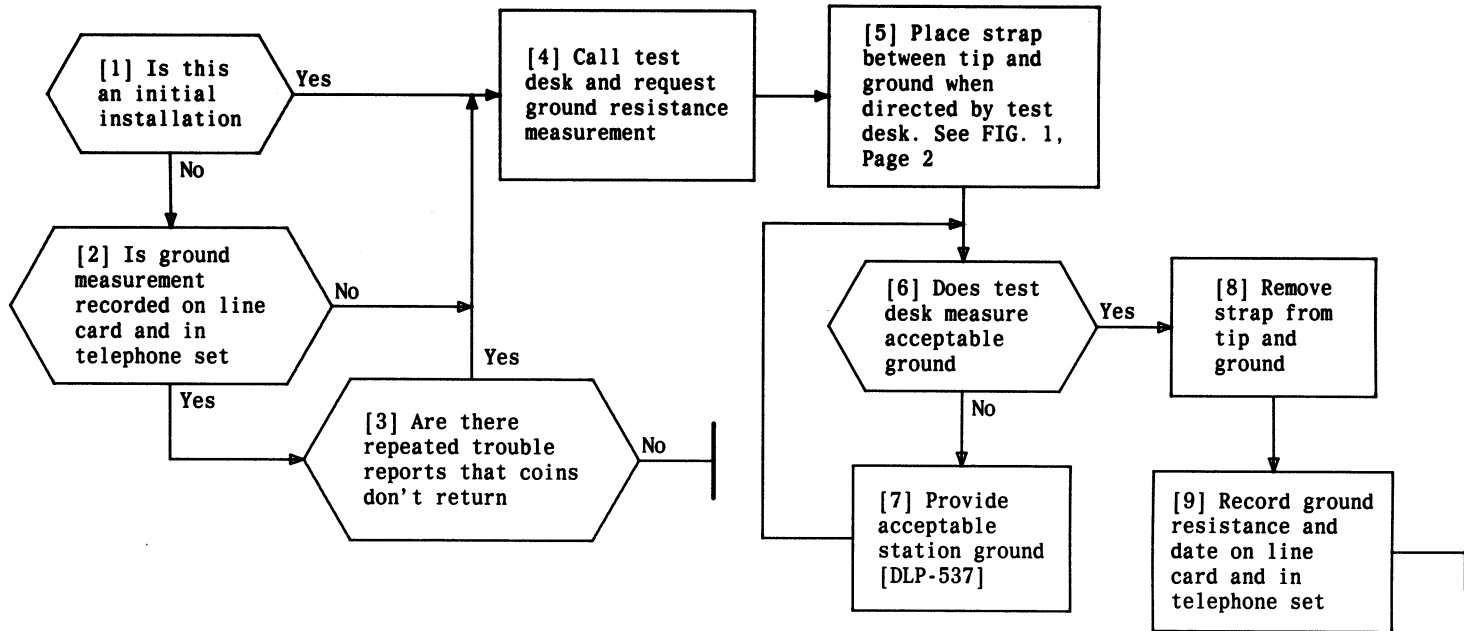 [1] Is this
an initial
installation
Yes
No
[2] Is ground
measurement
recorded on line
card and in
telephone set
No
Yes
[3] Are there
repeated trouble
reports that coins
don't return
Yes
No
[4] Call test
desk and request
ground resistance
measurement
[5] Place strap
between tip and
ground when
directed by test
desk. See FIG. 1,
Page 2
[6] Does test
desk measure
acceptable
ground
Yes
No
[7] Provide
acceptable
station ground
[DLP-537]
[8] Remove
strap from
tip and
ground
[9] Record ground
resistance and
date on line
card and in
telephone set